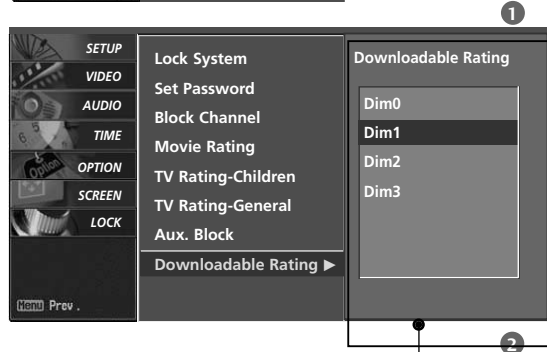 1
SETUP
VIDEO
AUDIO
TIME
OPTION
SCREEN
LOCK
Menu Prev.
Lock System
Set Password
Block Channel
Movie Rating
TV Rating-Children
TV Rating-General
Aux. Block
Downloadable Rating ▶
Downloadable Rating
Dim0
Dim1
Dim2
Dim3
2